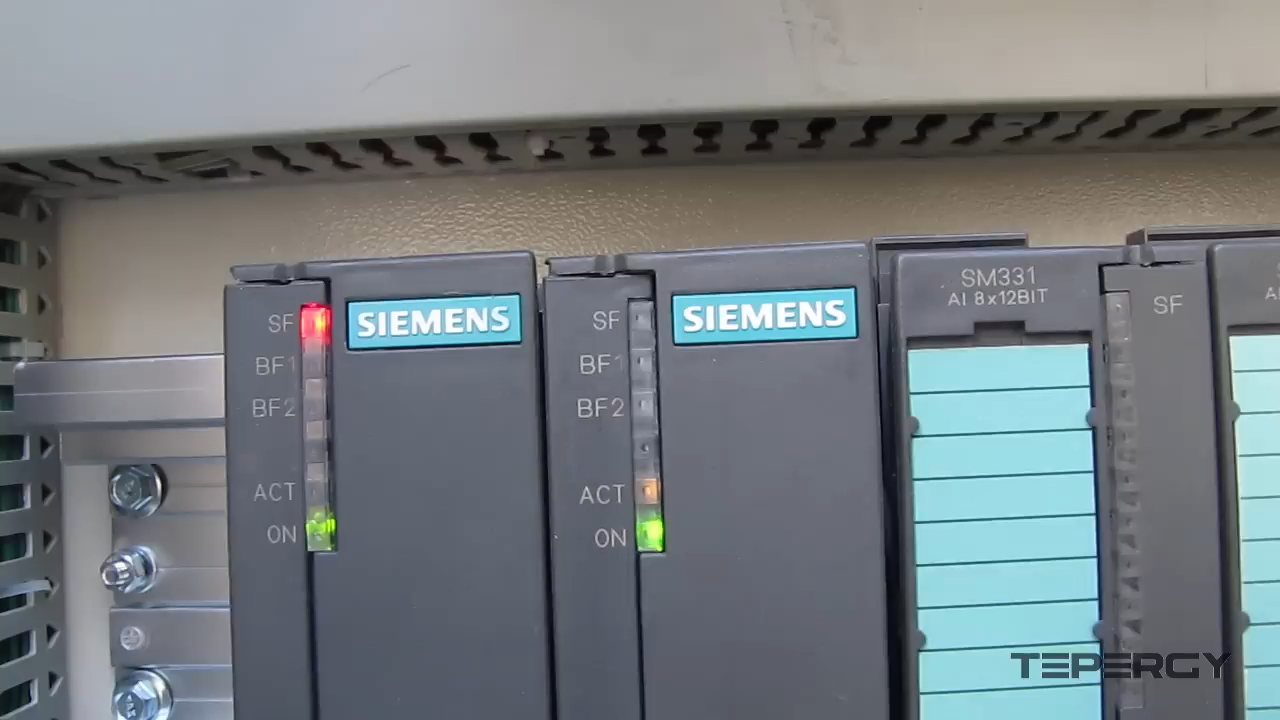 SF
SIEMENS
BF1
BF2
ACT
ON
SF
SIEMENS
BF1
BF2
ACT
ON
SM331
AI 8x12BIT
SF
TEPERGY